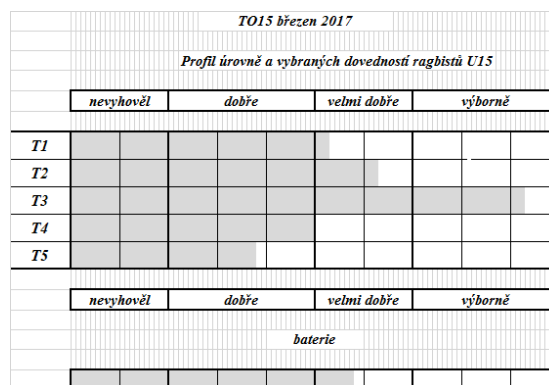 TO15 březen 2017
Profil úrovně a vybraných dovedností ragbistů U15
nevyhověl dobře velmi dobře výborně
T1
T2
T3
T4
T5
nevyhověl dobře velmi dobře výborně
baterie